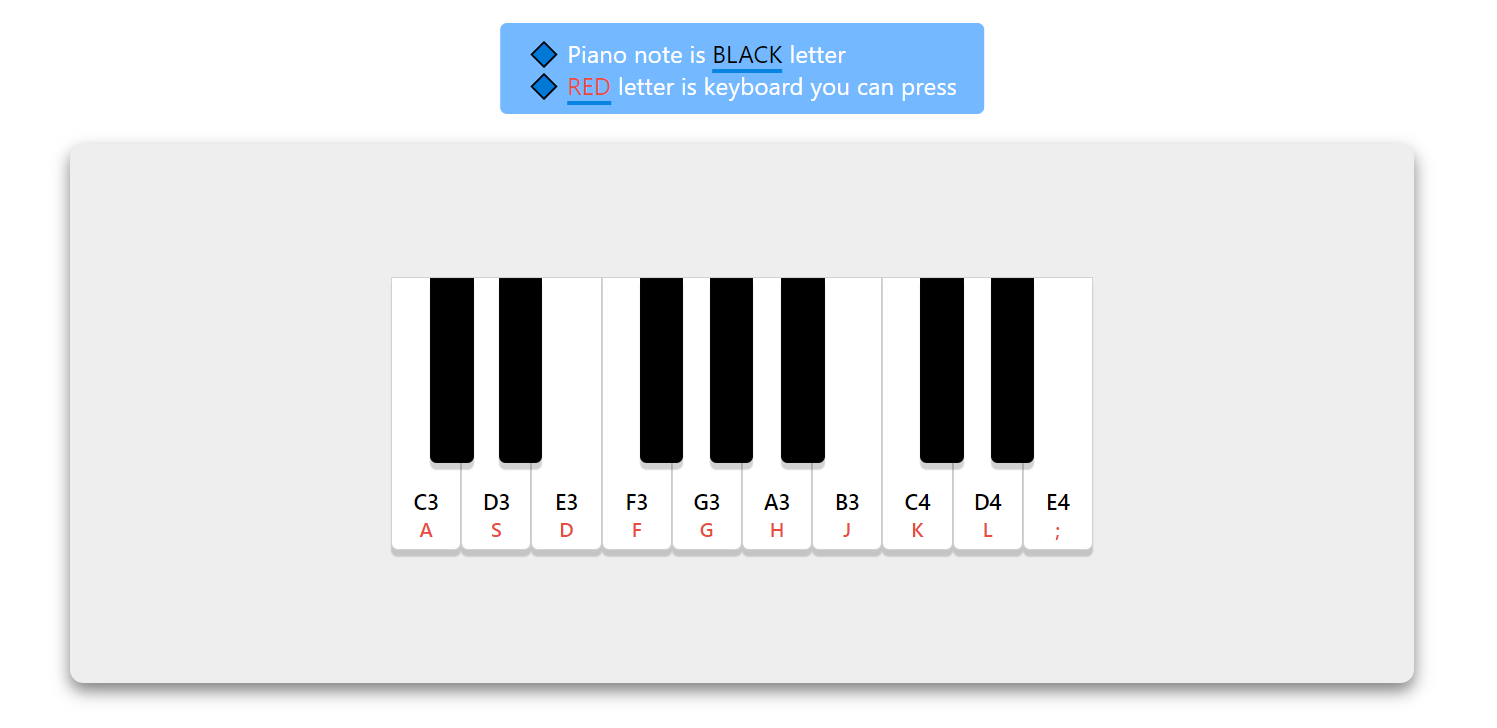 Piano note is BLACK letter
RED letter is keyboard you can press
C3 D3 E3 F3 G3 A3 B3 C4 D4 E4
A S D F G H J K L ;